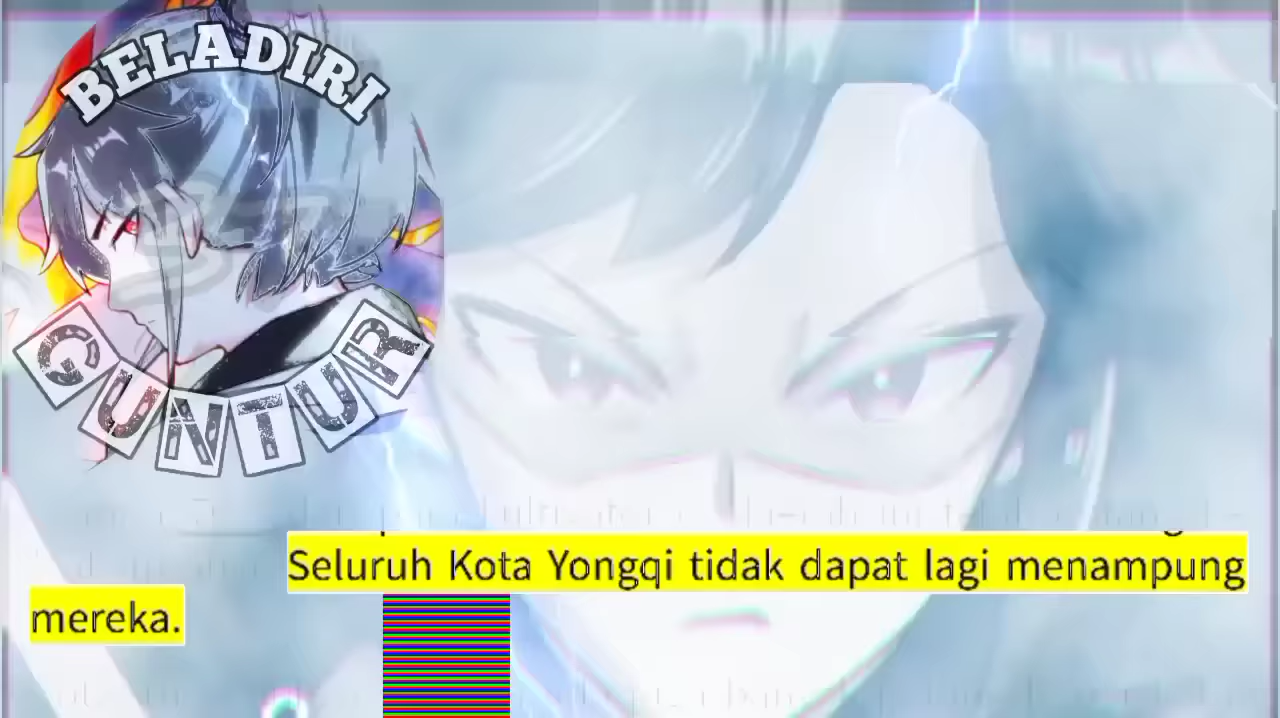 BELADIRI
GUNTUR
Seluruh Kota Yongqi tidak dapat lagi menampung
mereka.